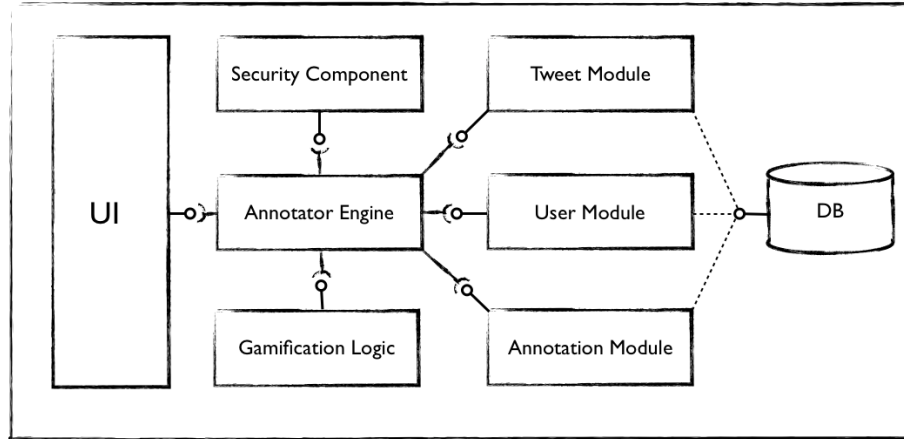 Security Component
Tweet Module
UI
Annotator Engine
User Module
DB
Gamification Logic
Annotation Module